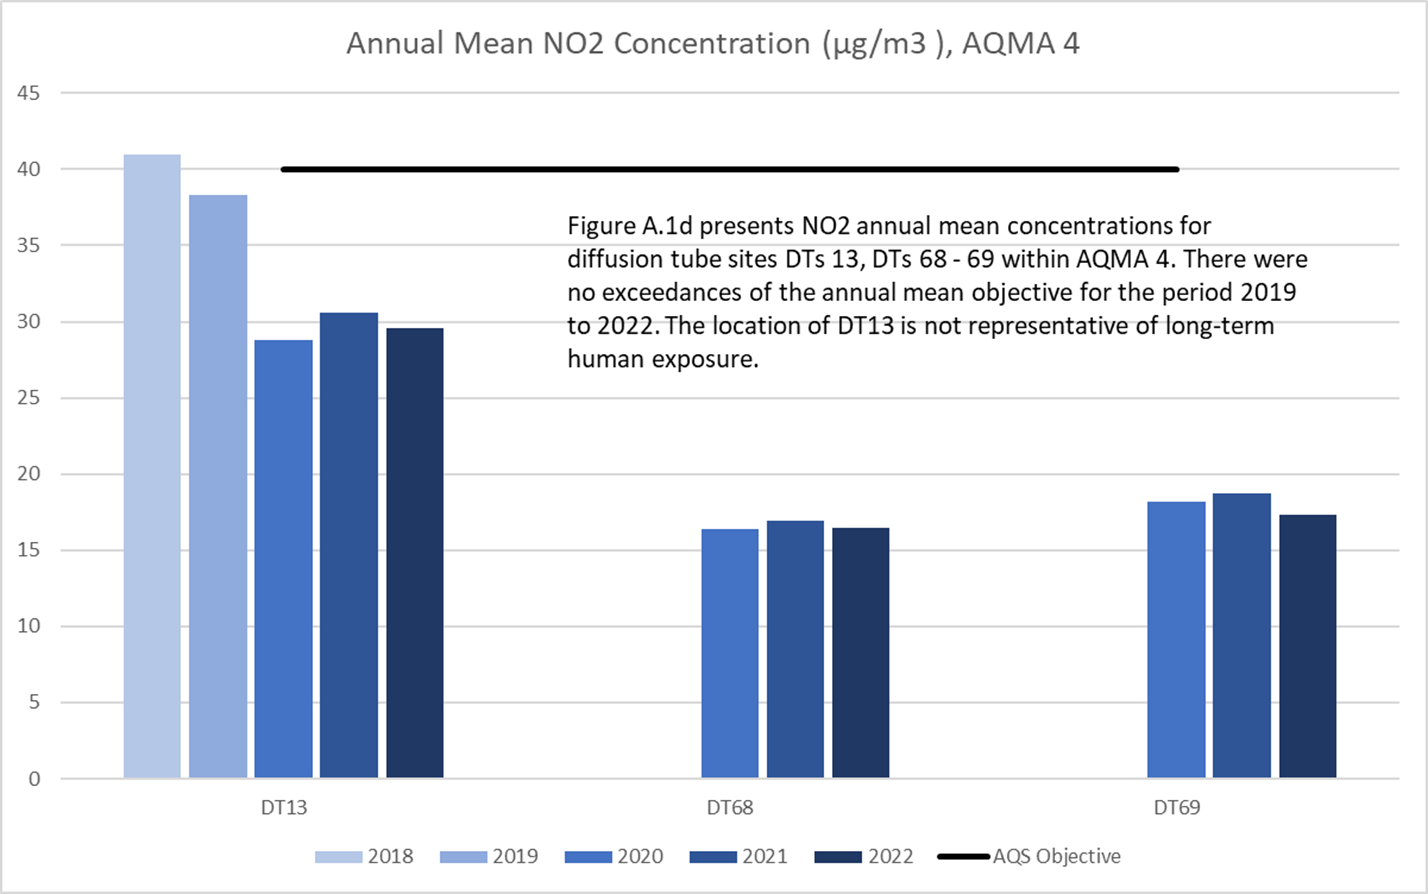 Annual Mean NO2 Concentration (µg/m3 ), AQMA 4
45
40
35
30
25
20
15
10
5
0
Figure A.1d presents NO2 annual mean concentrations for
diffusion tube sites DTs 13, DTs 68 - 69 within AQMA 4. There were
no exceedances of the annual mean objective for the period 2019
to 2022. The location of DT13 is not representative of long-term
human exposure.
DT13 DT68 DT69
2018 2019 2020 2021 2022 AQS Objective